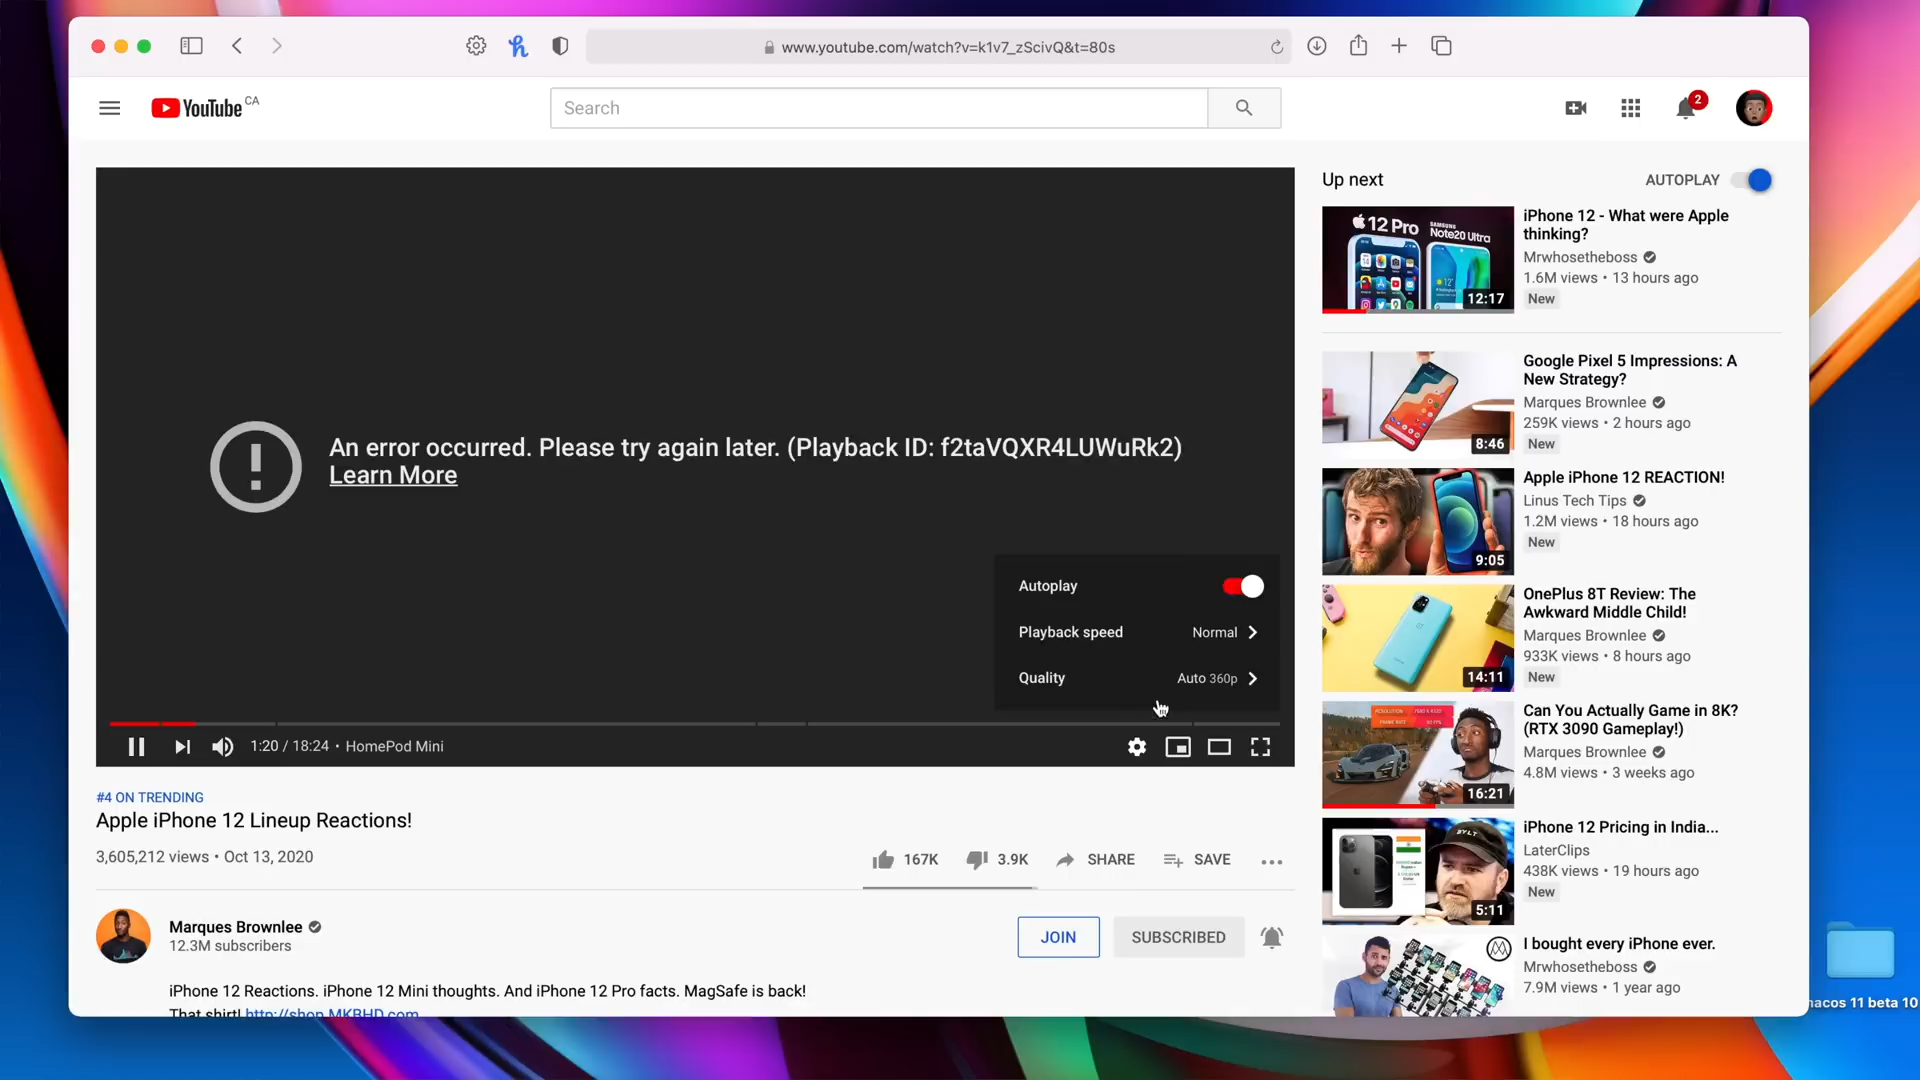 www.youtube.com/watch?v=k1v7_zScivQ&t=80s
YouTube CA
Search
2
An error occurred. Please try again later. (Playback ID: f2taVQXR4LUWuRk2)
Learn More
Autoplay
Playback speed Normal
Quality Auto 360p
1:20 / 18:24 • HomePod Mini
#4 ON TRENDING
Apple iPhone 12 Lineup Reactions!
3,605,212 views • Oct 13, 2020
167K 3.9K SHARE SAVE
Marques Brownlee
12.3M subscribers
JOIN SUBSCRIBED
iPhone 12 Reactions. iPhone 12 Mini thoughts. And iPhone 12 Pro facts. MagSafe is back!
That shirt! http://shop.MKBHD.com
Up next AUTOPLAY
12 Pro
SAMSUNG
Note20 Ultra
12:17
iPhone 12 - What were Apple
thinking?
Mrwhosetheboss
1.6M views • 13 hours ago
New
8:46
Google Pixel 5 Impressions: A
New Strategy?
Marques Brownlee
259K views • 2 hours ago
New
9:05
Apple iPhone 12 REACTION!
Linus Tech Tips
1.2M views • 18 hours ago
New
14:11
OnePlus 8T Review: The
Awkward Middle Child!
Marques Brownlee
933K views • 8 hours ago
New
16:21
Can You Actually Game in 8K?
(RTX 3090 Gameplay!)
Marques Brownlee
4.8M views • 3 weeks ago
BYLT
5:11
iPhone 12 Pricing in India...
LaterClips
438K views • 19 hours ago
New
I bought every iPhone ever.
Mrwhosetheboss
7.9M views • 1 year ago
macos 11 beta 10